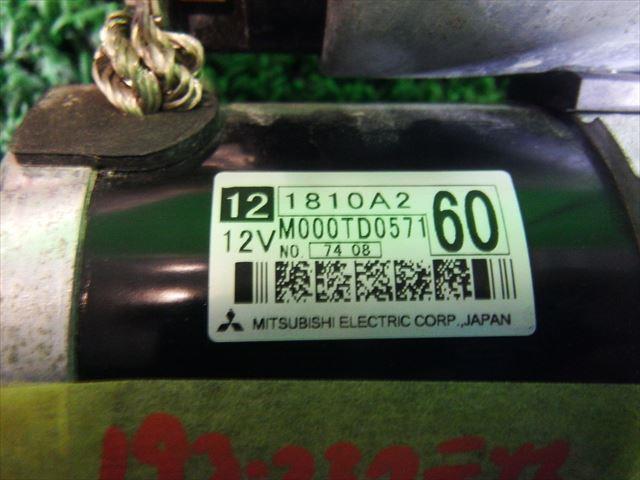 12 1810A2 60
12V M000TD0571
NO. 74 08
MITSUBISHI ELECTRIC CORP., JAPAN